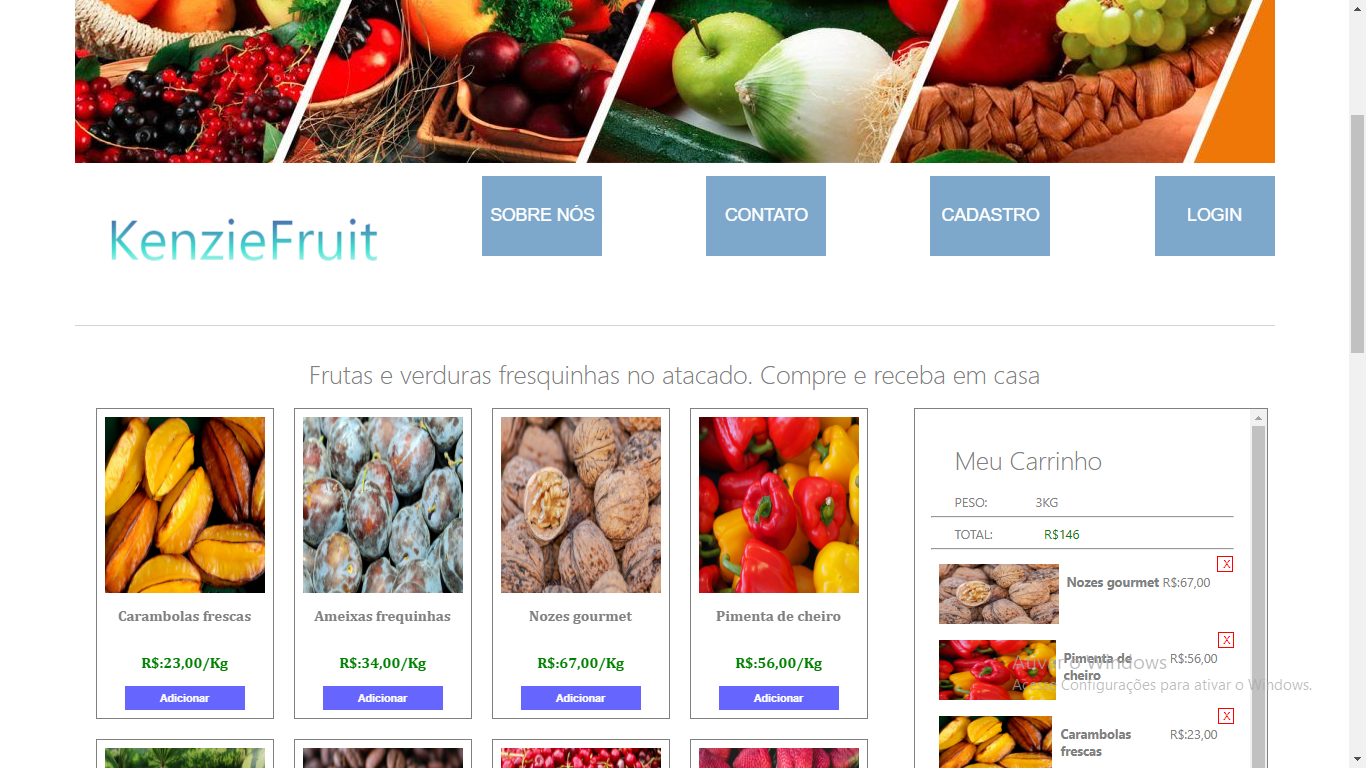 KenzieFruit
SOBRE NÓS
CONTATO
CADASTRO
LOGIN
Frutas e verduras fresquinhas no atacado. Compre e receba em casa
Carambolas frescas
R$:23,00/Kg
Adicionar
Ameixas frequinhas
R$:34,00/Kg
Adicionar
Nozes gourmet
R$:67,00/Kg
Adicionar
Pimenta de cheiro
R$:56,00/Kg
Adicionar
Meu Carrinho
PESO: 3KG
TOTAL: R$146
X
Nozes gourmet R$:67,00
X
Pimenta de R$:56,00
cheiro
X
Carambolas R$:23,00
frescas
Ativar o Windows
Acesse Configurações para ativar o Windows.